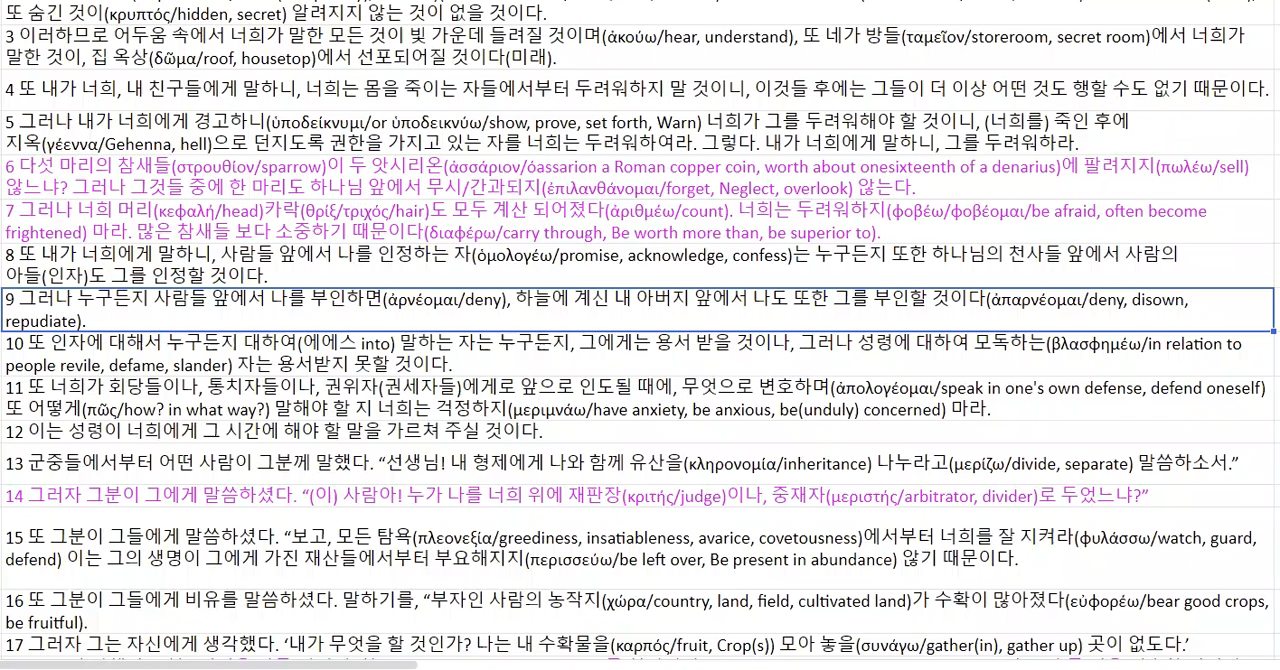 또 숨긴 것이(κρυπτός/hidden, secret) 알려지지 않는 것이 없을 것이다.
3 이러하므로 어두움 속에서 너희가 말한 모든 것이 빛 가운데 들려질 것이며(ἀκούω/hear, understand), 또 네가 방들(ταμεῖον/storeroom, secret room)에서 너희가
말한 것이, 집 옥상(δῶμα/roof, housetop)에서 선포되어질 것이다(미래).
4 또 내가 너희, 내 친구들에게 말하니, 너희는 몸을 죽이는 자들에게서부터 두려워하지 말 것이니, 이것들 후에는 그들이 더 이상 어떤 것도 행할 수도 없기 때문이다.
5 그러나 내가 너희에게 경고하니(ὑποδείκνυμι/or ὑποδεικνύω/show, prove, set forth, Warn) 너희가 그를 두려워해야 할 것이니, (너희를) 죽인 후에
지옥(γέεννα/Gehenna, hell)으로 던지도록 권한을 가지고 있는 자를 너희는 두려워하여라. 그렇다. 내가 너희에게 말하니, 그를 두려워하라.
6 다섯 마리의 참새들(στρουθίον/sparrow)이 두 앗시리온(ἀσσάριον/όassarion a Roman copper coin, worth about onesixteenth of a denarius)에 팔려지지(πωλέω/sell)
않느냐? 그러나 그것들 중에 한 마리도 하나님 앞에서 무시/간과되지(ἐπιλανθάνομαι/forget, Neglect, overlook) 않는다.
7 그러나 너희 머리(κεφαλή/head)카락(θρίξ/τριχός/hair)도 모두 계산 되어졌다(ἀριθμέω/count). 너희는 두려워하지(φοβέω/φοβέομαι/be afraid, often become
frightened) 마라. 많은 참새들 보다 소중하기 때문이다(διαφέρω/carry through, Be worth more than, be superior to).
8 또 내가 너희에게 말하니, 사람들 앞에서 나를 인정하는 자(ὁμολογέω/promise, acknowledge, confess)는 누구든지 또한 하나님의 천사들 앞에서 사람의
아들(인자)도 그를 인정할 것이다.
9 그러나 누구든지 사람들 앞에서 나를 부인하면(ἀρνέομαι/deny), 하늘에 계신 내 아버지 앞에서 나도 또한 그를 부인할 것이다(ἀπαρνέομαι/deny, disown,
repudiate).
10 또 인자에 대해서 누구든지 대하여(에에스 into) 말하는 자는 누구든지, 그에게는 용서 받을 것이나, 그러나 성령에 대하여 모독하는(βλασφημέω/in relation to
people revile, defame, slander) 자는 용서받지 못할 것이다.
11 또 너희가 회당들이나, 통치자들이나, 권위자(권세자들)에게로 앞으로 인도될 때에, 무엇으로 변호하며(ἀπολογέομαι/speak in one's own defense, defend oneself)
또 어떻게(πῶς/how? in what way?) 말해야 할 지 너희는 걱정하지(μεριμνάω/have anxiety, be anxious, be(unduly) concerned) 마라.
12 이는 성령이 너희에게 그 시간에 해야 할 말을 가르쳐 주실 것이다.
13 군중들에서부터 어떤 사람이 그분께 말했다. “선생님! 내 형제에게 나와 함께 유산을(κληρονομία/inheritance) 나누라고(μερίζω/divide, separate) 말씀하소서.”
14 그러자 그분이 그에게 말씀하셨다. “(이) 사람아! 누가 나를 너희 위에 재판장(κριτής/judge)이나, 중재자(μεριστής/arbitrator, divider)로 두었느냐?”
15 또 그분이 그들에게 말씀하셨다. “보고, 모든 탐욕(πλεονεξία/greediness, insatiableness, avarice, covetousness)에서부터 너희를 잘 지켜라(φυλάσσω/watch, guard,
defend) 이는 그의 생명이 그에게 가진 재산들에서부터 부요해지지(περισσεύω/be left over, Be present in abundance) 않기 때문이다.
16 또 그분이 그들에게 비유를 말씀하셨다. 말하기를, “부자인 사람의 농작지(χώρα/country, land, field, cultivated land)가 수확이 많아졌다(εὐφορέω/bear good crops,
be fruitful).
17 그러자 그는 자신에게 생각했다. ‘내가 무엇을 할 것인가? 나는 내 수확물을(καρπός/fruit, Crop(s)) 모아 놓을(συνάγω/gather(in), gather up) 곳이 없도다.’